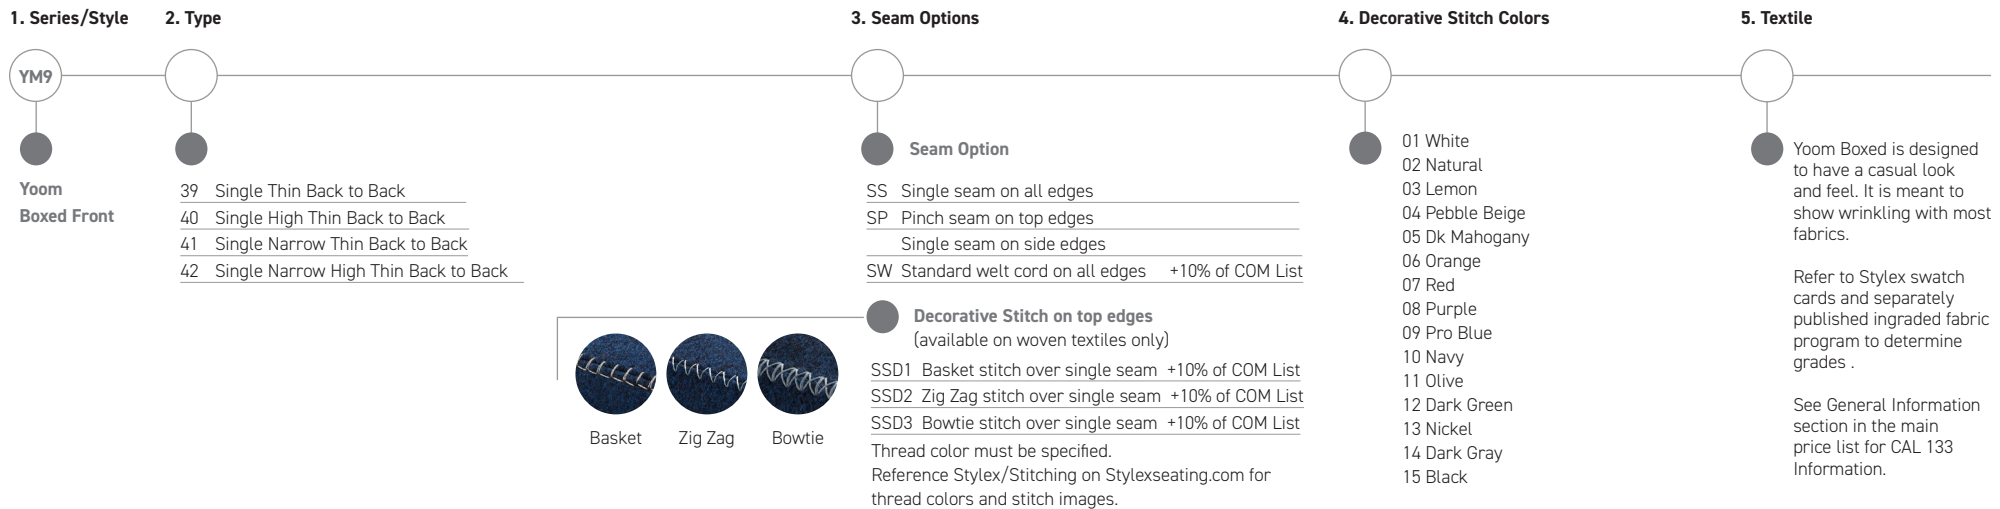 1. Series/Style
2. Type
3. Seam Options
4. Decorative Stitch Colors
5. Textile
YM9
Yoom
Boxed Front
39 Single Thin Back to Back
40 Single High Thin Back to Back
41 Single Narrow Thin Back to Back
42 Single Narrow High Thin Back to Back
Seam Option
SS Single seam on all edges
SP Pinch seam on top edges
Single seam on side edges
SW Standard welt cord on all edges +10% of COM List
Decorative Stitch on top edges
(available on woven textiles only)
SSD1 Basket stitch over single seam +10% of COM List
SSD2 Zig Zag stitch over single seam +10% of COM List
SSD3 Bowtie stitch over single seam +10% of COM List
Thread color must be specified.
Reference Stylex/Stitching on Stylexseating.com for
thread colors and stitch images.
Basket
Zig Zag
Bowtie
01 White
02 Natural
03 Lemon
04 Pebble Beige
05 Dk Mahogany
06 Orange
07 Red
08 Purple
09 Pro Blue
10 Navy
11 Olive
12 Dark Green
13 Nickel
14 Dark Gray
15 Black
Yoom Boxed is designed
to have a casual look
and feel. It is meant to
show wrinkling with most
fabrics.
Refer to Stylex swatch
cards and separately
published ingraded fabric
program to determine
grades .
See General Information
section in the main
price list for CAL 133
Information.